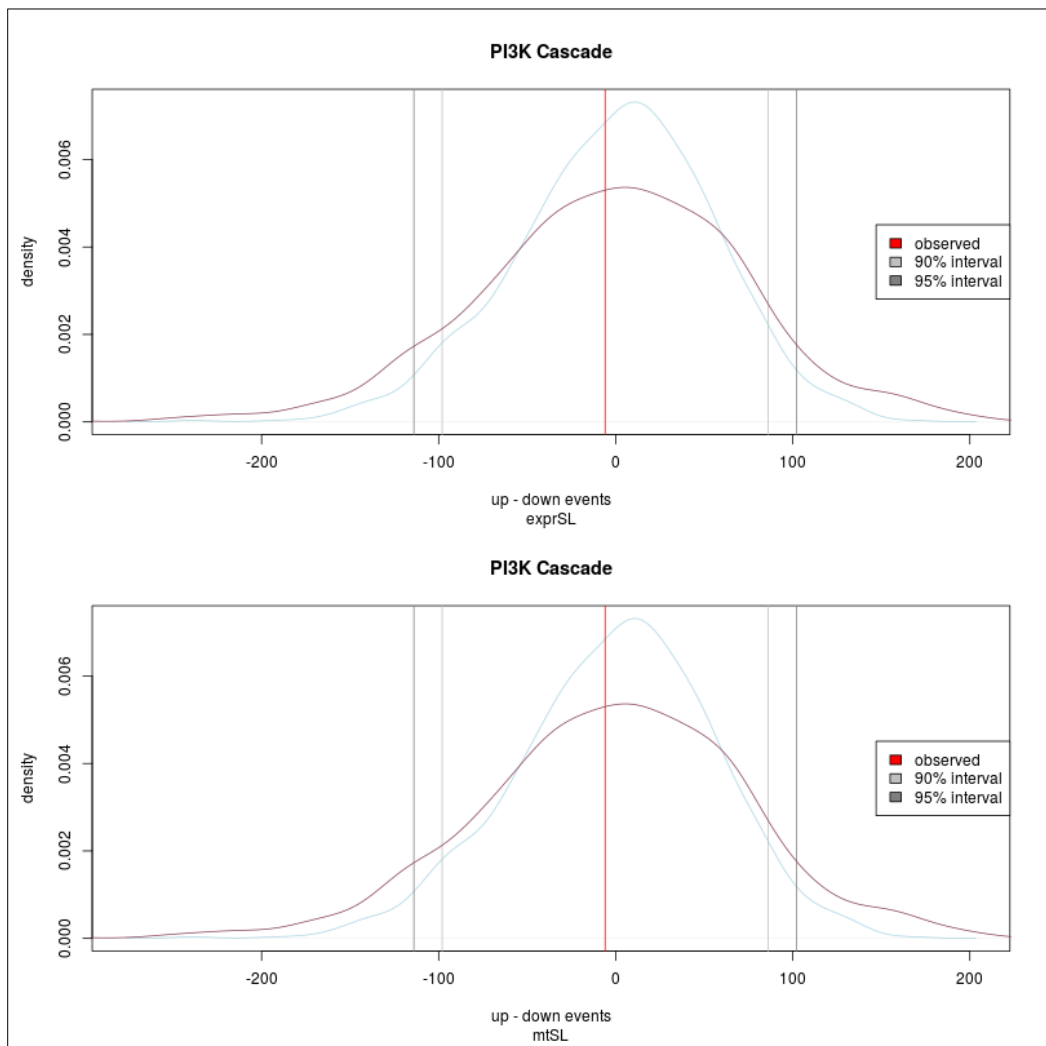 PI3K Cascade
0.006
0.004
0.002
0.000
density
observed
90% interval
95% interval
-200 -100 0 100 200
up - down events
exprSL
PI3K Cascade
0.006
0.004
0.002
0.000
density
observed
90% interval
95% interval
-200 -100 0 100 200
up - down events
mtSL